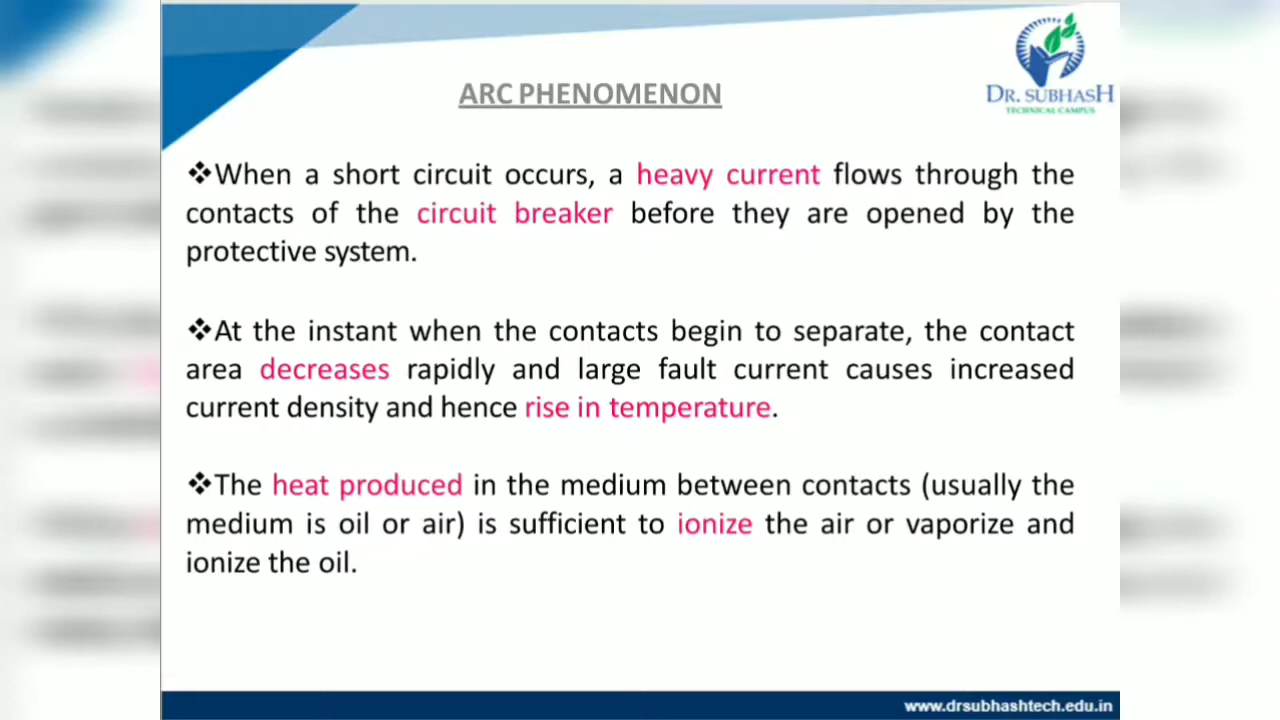 DR. SUBHASH
TECHNICAL CAMPUS
ARC PHENOMENON
❖When a short circuit occurs, a heavy current flows through the
contacts of the circuit breaker before they are opened by the
protective system.
❖At the instant when the contacts begin to separate, the contact
area decreases rapidly and large fault current causes increased
current density and hence rise in temperature.
❖The heat produced in the medium between contacts (usually the
medium is oil or air) is sufficient to ionize the air or vaporize and
ionize the oil.
www.drsubhashtech.edu.in